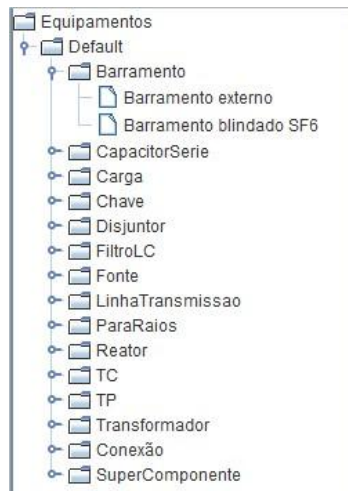 Equipamentos
Default
Barramento
Barramento externo
Barramento blindado SF6
CapacitorSerie
Carga
Chave
Disjuntor
FiltroLC
Fonte
LinhaTransmissao
ParaRaios
Reator
TC
TP
Transformador
Conexão
SuperComponente